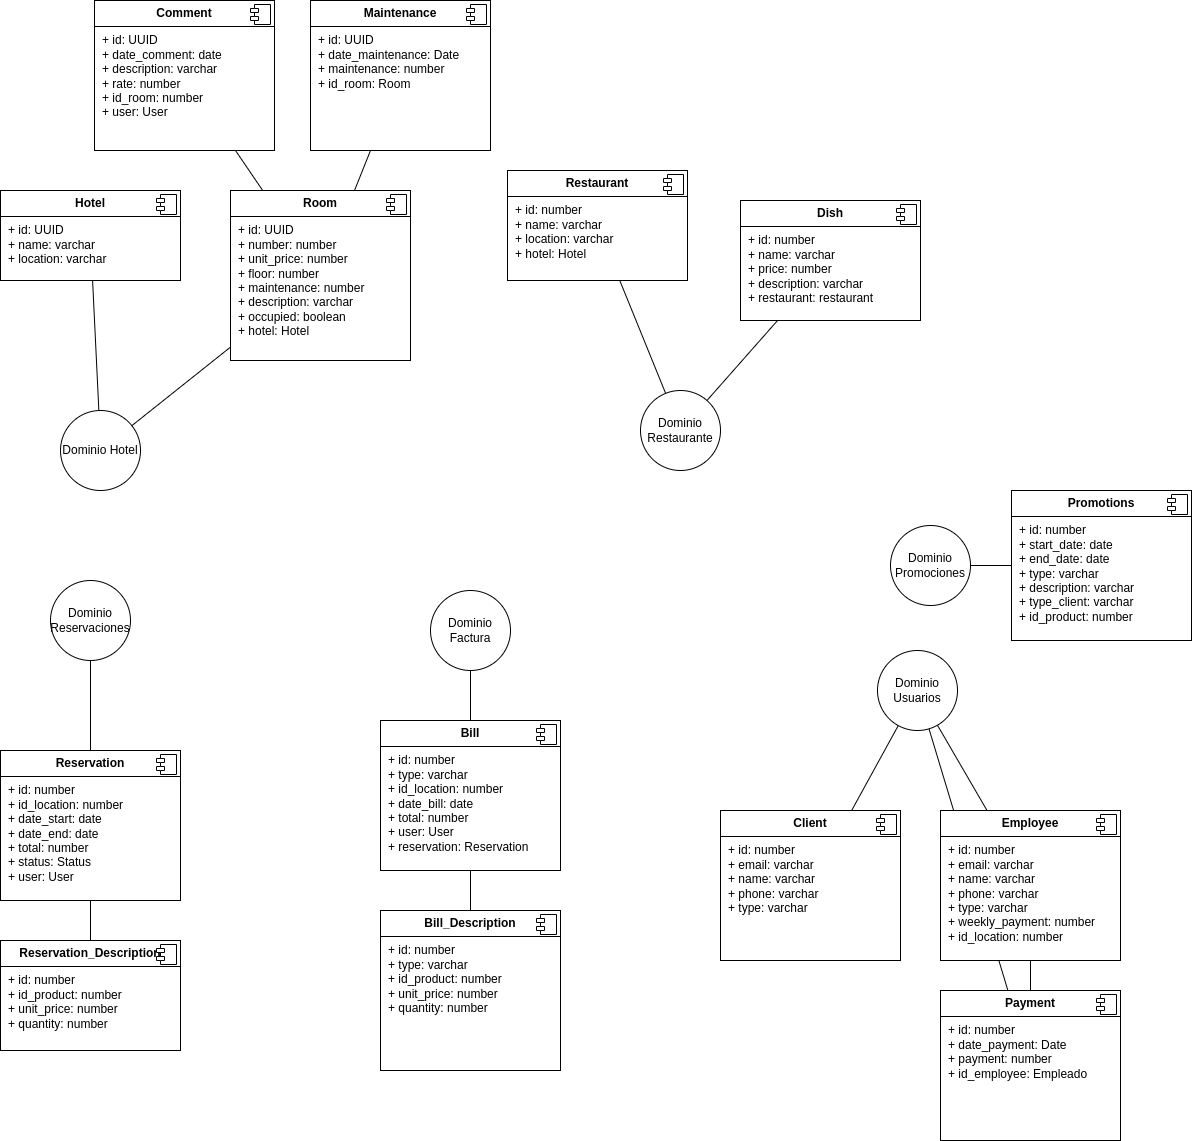 Comment
+ id: UUID
+ date_comment: date
+ description: varchar
+ rate: number
+ id_room: number
+ user: User
Maintenance
+ id: UUID
+ date_maintenance: Date
+ maintenance: number
+ id_room: Room
Hotel
+ id: UUID
+ name: varchar
+ location: varchar
Room
+ id: UUID
+ number: number
+ unit_price: number
+ floor: number
+ maintenance: number
+ description: varchar
+ occupied: boolean
+ hotel: Hotel
Restaurant
+ id: number
+ name: varchar
+ location: varchar
+ hotel: Hotel
Dish
+ id: number
+ name: varchar
+ price: number
+ description: varchar
+ restaurant: restaurant
Dominio Hotel
Dominio
Restaurante
Dominio
Promociones
Promotions
+ id: number
+ start_date: date
+ end_date: date
+ type: varchar
+ description: varchar
+ type_client: varchar
+ id_product: number
Dominio
Reservaciones
Dominio
Factura
Dominio
Usuarios
Reservation
+ id: number
+ id_location: number
+ date_start: date
+ date_end: date
+ total: number
+ status: Status
+ user: User
Bill
+ id: number
+ type: varchar
+ id_location: number
+ date_bill: date
+ total: number
+ user: User
+ reservation: Reservation
Client
+ id: number
+ email: varchar
+ name: varchar
+ phone: varchar
+ type: varchar
Employee
+ id: number
+ email: varchar
+ name: varchar
+ phone: varchar
+ type: varchar
+ weekly_payment: number
+ id_location: number
Reservation_Description
+ id: number
+ id_product: number
+ unit_price: number
+ quantity: number
Bill_Description
+ id: number
+ type: varchar
+ id_product: number
+ unit_price: number
+ quantity: number
Payment
+ id: number
+ date_payment: Date
+ payment: number
+ id_employee: Empleado